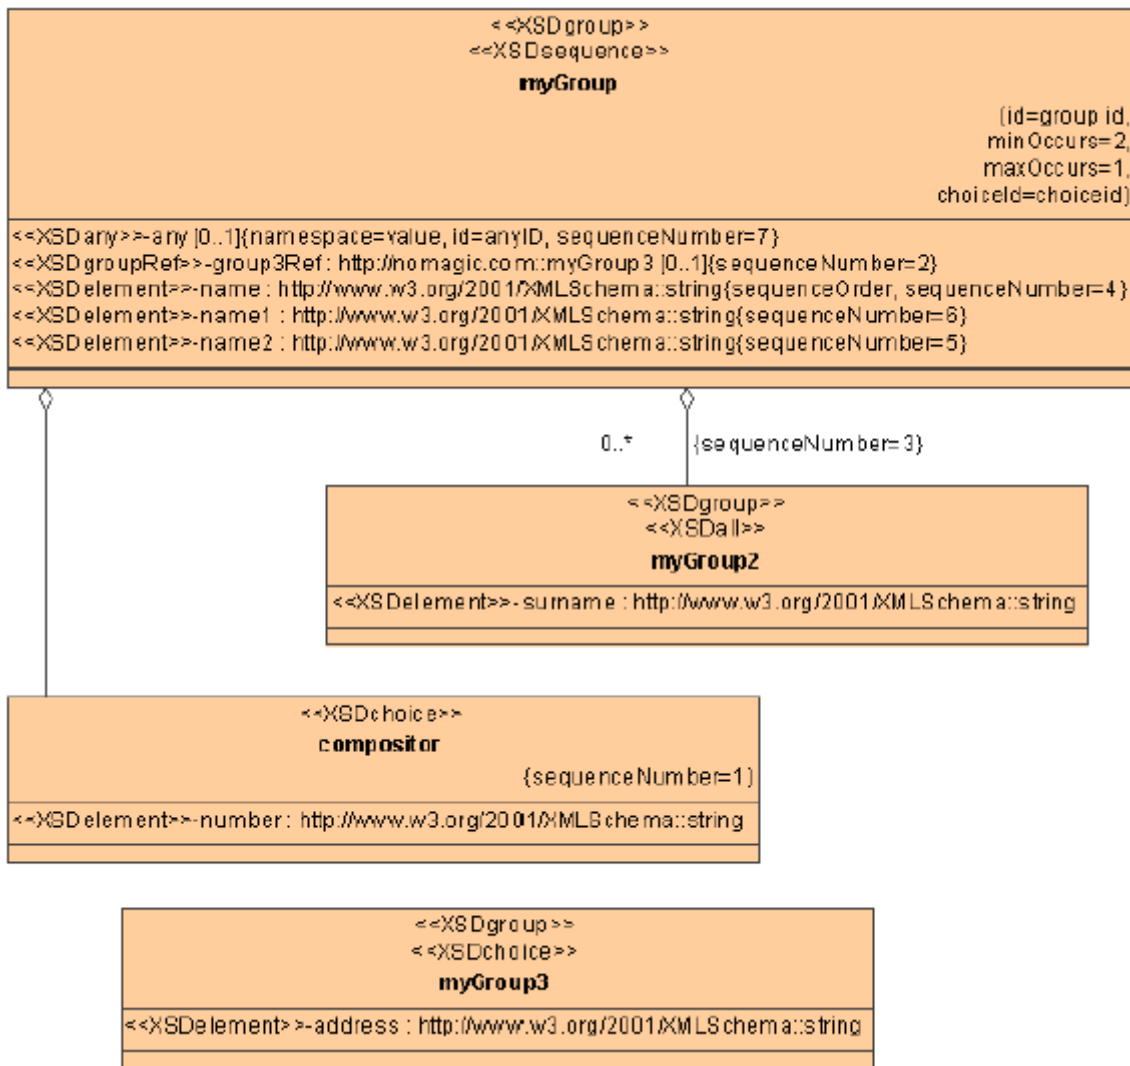 <<XSDgroup>>
<<XSDsequence>>
myGroup
{id=group id,
minOccurs=2,
maxOccurs=1,
choiceId=choiceid}
<<XSDany>>-any [0..1]{namespace=value, id=anyID, sequenceNumber=7}
<<XSDgroupRef>>-group3Ref : http://nomagic.com::myGroup3 [0..1]{sequenceNumber=2}
<<XSDelement>>-name : http://www.w3.org/2001/XMLSchema::string{sequenceOrder, sequenceNumber=4}
<<XSDelement>>-name1 : http://www.w3.org/2001/XMLSchema::string{sequenceNumber=6}
<<XSDelement>>-name2 : http://www.w3.org/2001/XMLSchema::string{sequenceNumber=5}
0..* {sequenceNumber=3}
<<XSDgroup>>
<<XSDall>>
myGroup2
<<XSDelement>>-surname : http://www.w3.org/2001/XMLSchema::string
<<XSDchoice>>
compositor
{sequenceNumber=1}
<<XSDelement>>-number : http://www.w3.org/2001/XMLSchema::string
<<XSDgroup>>
<<XSDchoice>>
myGroup3
<<XSDelement>>-address : http://www.w3.org/2001/XMLSchema::string